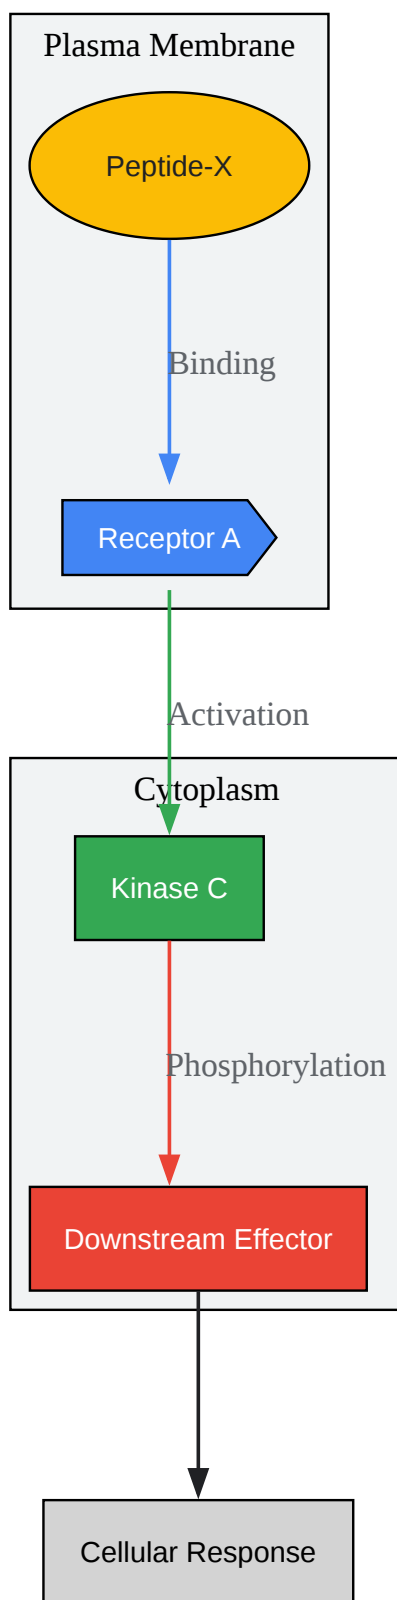 Plasma Membrane
Peptide-X
Binding
Receptor A
Activation
Cytoplasm
Kinase C
Phosphorylation
Downstream Effector
Cellular Response